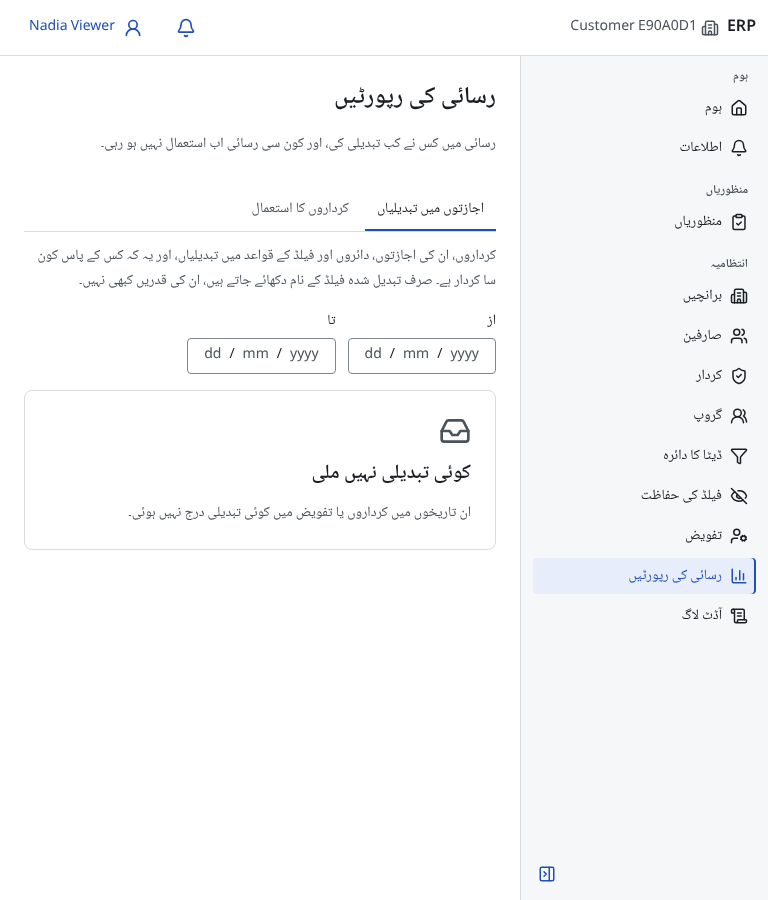 ERP
Customer E90A0D1
Nadia Viewer
ہوم
ہوم
اطلاعات
منظوریاں
منظوریاں
انتظامیہ
برانچیں
صارفین
کردار
گروپ
ڈیٹا کا دائرہ
فیلڈ کی حفاظت
تفویض
رسائی کی رپورٹیں
آڈٹ لاگ
رسائی کی رپورٹیں
رسائی میں کس نے کب تبدیلی کی، اور کون سی رسائی اب استعمال نہیں ہو رہی۔
اجازتوں میں تبدیلیاں
کرداروں کا استعمال
کرداروں، ان کی اجازتوں، دائروں اور فیلڈ کے قواعد میں تبدیلیاں، اور یہ کہ کس کے پاس کون
سا کردار ہے۔ صرف تبدیل شدہ فیلڈ کے نام دکھائے جاتے ہیں، ان کی قدریں کبھی نہیں۔
از
dd / mm / yyyy
تا
dd / mm / yyyy
کوئی تبدیلی نہیں ملی
ان تاریخوں میں کرداروں یا تفویض میں کوئی تبدیلی درج نہیں ہوئی۔